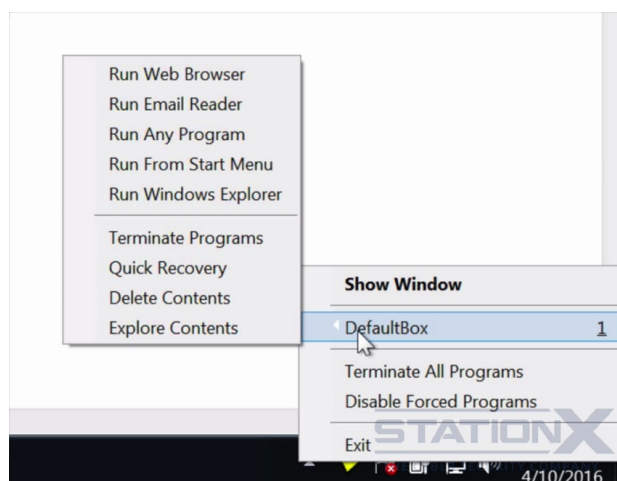 Run Web Browser
Run Email Reader
Run Any Program
Run From Start Menu
Run Windows Explorer
Terminate Programs
Quick Recovery
Delete Contents
Explore Contents
Show Window
DefaultBox 1
Terminate All Programs
Disable Forced Programs
Exit
STATIONX
4/10/2016